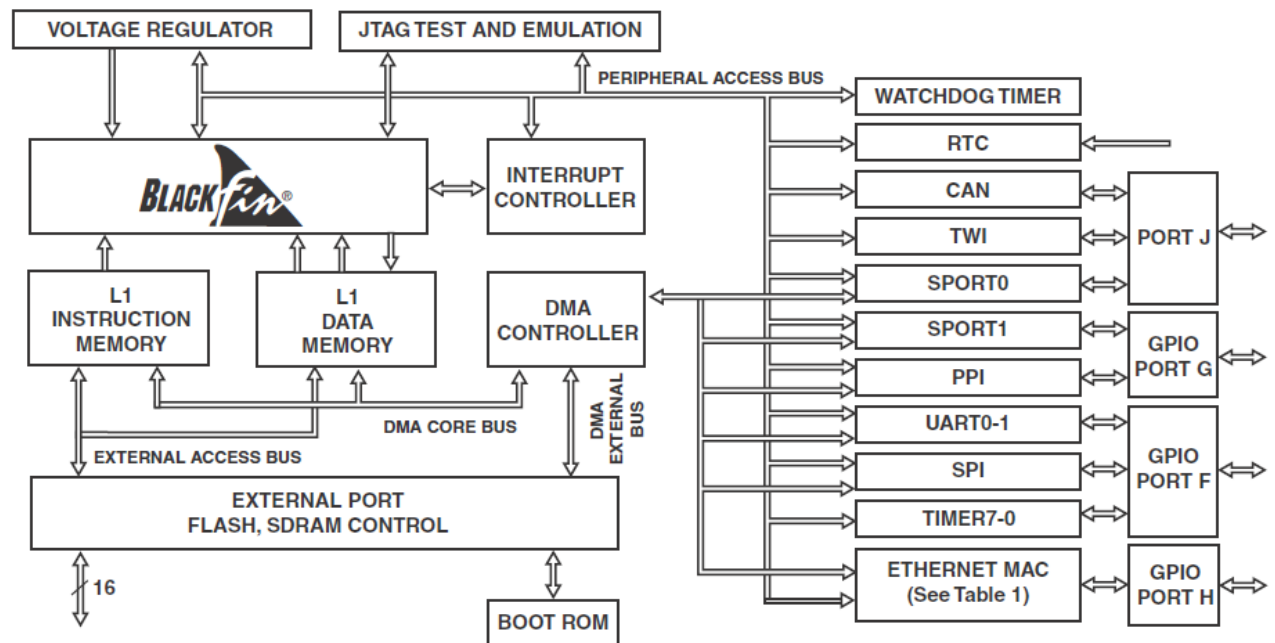 VOLTAGE REGULATOR
JTAG TEST AND EMULATION
PERIPHERAL ACCESS BUS
WATCHDOG TIMER
RTC
BLACKfin®
INTERRUPT
CONTROLLER
CAN
TWI
PORT J
SPORT0
L1
INSTRUCTION
MEMORY
L1
DATA
MEMORY
DMA
CONTROLLER
SPORT1
GPIO
PORT G
PPI
DMA CORE BUS
DMA
EXTERNAL
BUS
UART0-1
EXTERNAL ACCESS BUS
SPI
GPIO
PORT F
EXTERNAL PORT
FLASH, SDRAM CONTROL
TIMER7-0
16
BOOT ROM
ETHERNET MAC
(See Table 1)
GPIO
PORT H